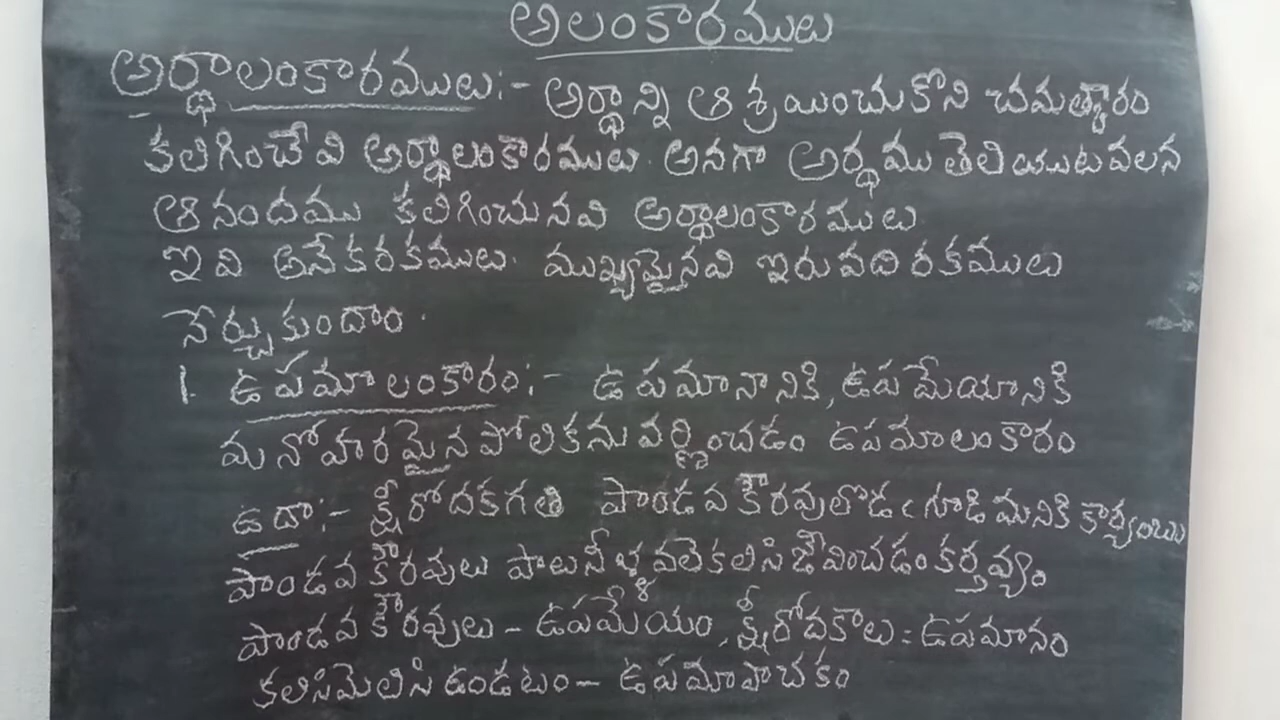 అలంకారములు
అర్థాలంకారములు:- అర్థాన్ని ఆశ్రయించుకొని చమత్కారం
కలిగించేవి అర్థాలంకారములు. అనగా అర్థము తెలియుటవలన
ఆనందము కలిగించునవి అర్థాలంకారములు
ఇవి అనేకరకములు. ముఖ్యమైనవి ఇరువది రకములు
నేర్చుకుందాం.
1. ఉపమాలంకారం:- ఉపమానానికి, ఉపమేయానికి
మనోహరమైన పోలికను వర్ణించడం ఉపమాలంకారం
ఉదా:- క్షీరోదకగతి పాండవ కౌరవులొడఁ గూడి మనికి కార్యంబు
పాండవ కౌరవులు పాలునీళ్ళవలె కలిసి జీవించడం కర్తవ్యం
పాండవ కౌరవులు - ఉపమేయం, క్షీరోదకాలు = ఉపమానం
కలిసిమెలిసి ఉండటం - ఉపమావాచకం